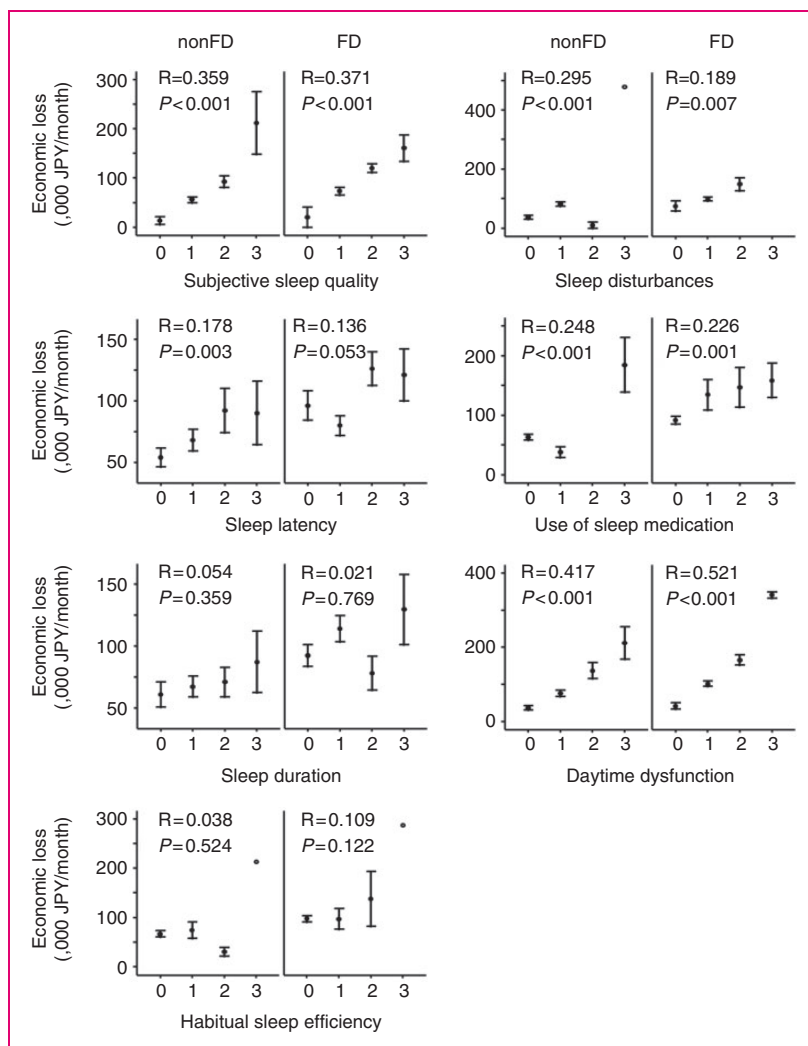 nonFD FD
R=0.359 R=0.371
P<0.001 P<0.001
Economic loss
(,000 JPY/month)
300
200
100
0
0 1 2 3 0 1 2 3
Subjective sleep quality
nonFD FD
R=0.295 R=0.189
P<0.001 P=0.007
400
200
0
0 1 2 3 0 1 2 3
Sleep disturbances
R=0.178 R=0.136
P=0.003 P=0.053
Economic loss
(,000 JPY/month)
150
100
50
0 1 2 3 0 1 2 3
Sleep latency
R=0.248 R=0.226
P<0.001 P=0.001
200
100
0
0 1 2 3 0 1 2 3
Use of sleep medication
R=0.054 R=0.021
P=0.359 P=0.769
Economic loss
(,000 JPY/month)
150
100
50
0 1 2 3 0 1 2 3
Sleep duration
R=0.417 R=0.521
P<0.001 P<0.001
400
200
0
0 1 2 3 0 1 2 3
Daytime dysfunction
R=0.038 R=0.109
P=0.524 P=0.122
Economic loss
(,000 JPY/month)
300
200
100
0
0 1 2 3 0 1 2 3
Habitual sleep efficiency